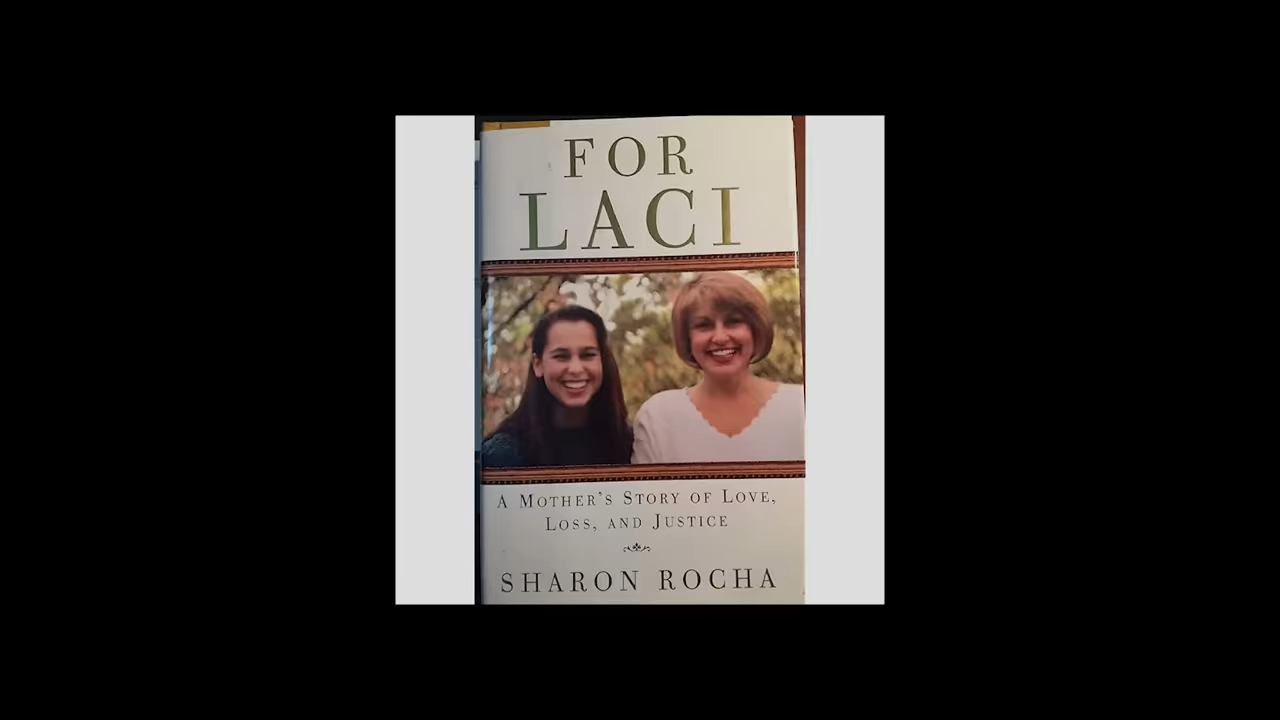 FOR
LACI
A MOTHER'S STORY OF LOVE,
LOSS, AND JUSTICE
SHARON ROCHA